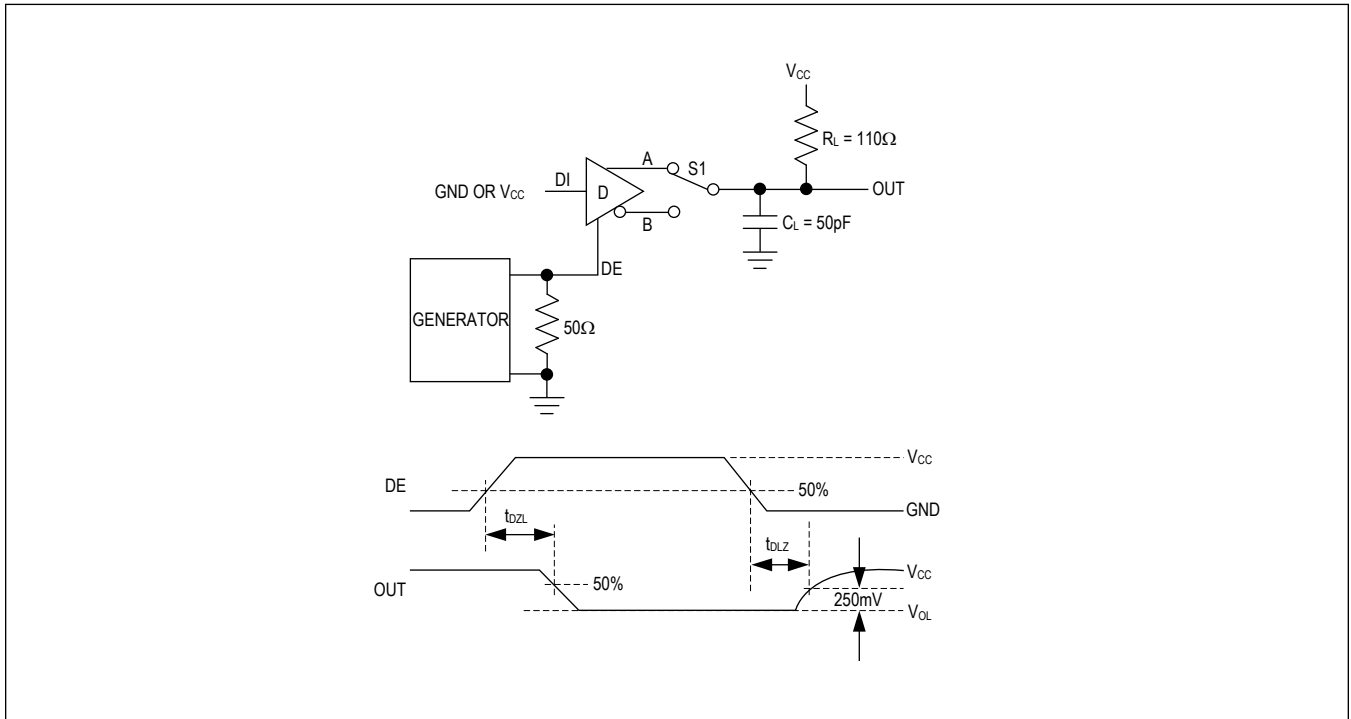 VCC
RL = 110Ω
A
S1
DI
D
GND OR VCC
OUT
B
CL = 50pF
DE
GENERATOR
50Ω
VCC
DE
50%
GND
tDZL
tDLZ
VCC
OUT
50%
250mV
VOL